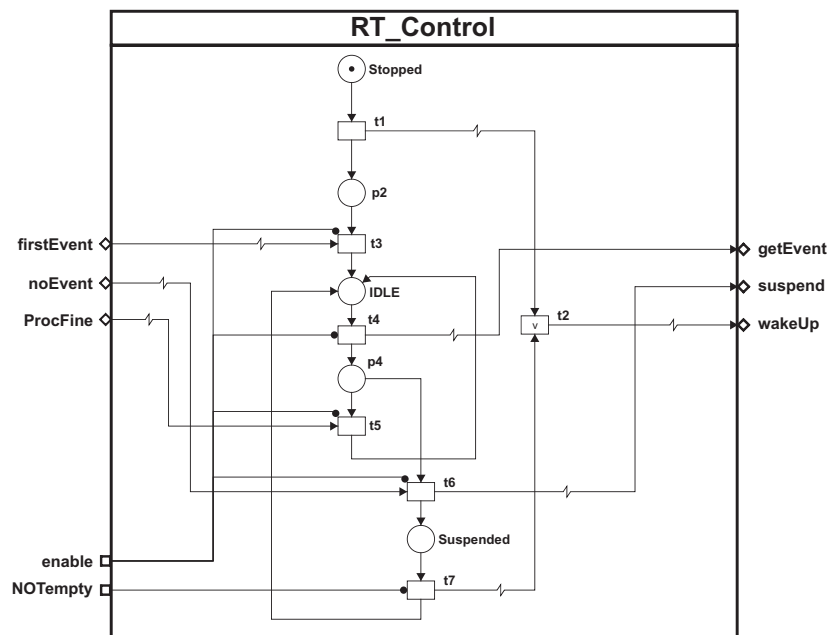 RT_Control
Stopped
t1
p2
firstEvent
t3
getEvent
noEvent
IDLE
suspend
ProcFine
t4
v
t2
wakeUp
p4
t5
t6
Suspended
enable
t7
NOTempty